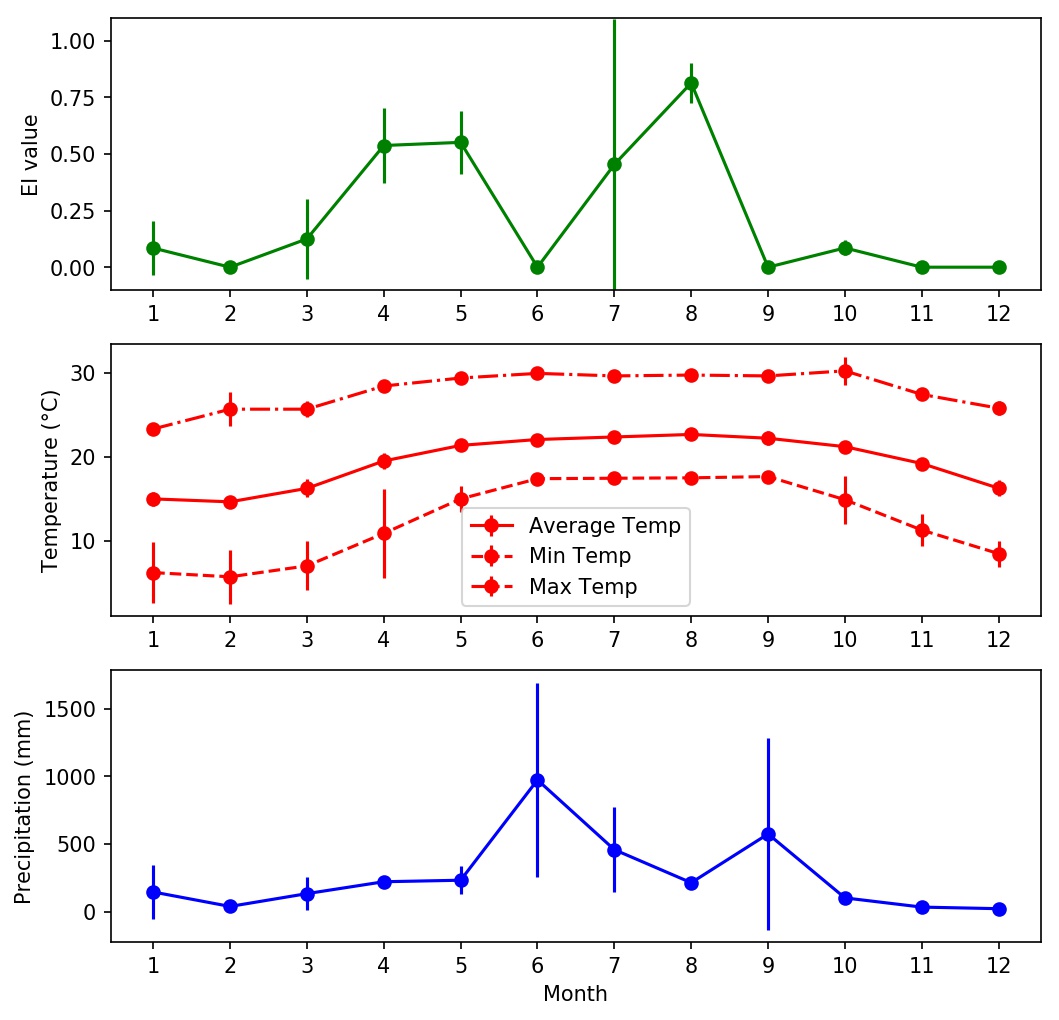 EI value
1.00
0.75
0.50
0.25
0.00
1 2 3 4 5 6 7 8 9 10 11 12
Temperature (°C)
30
20
10
Average Temp
Min Temp
Max Temp
1 2 3 4 5 6 7 8 9 10 11 12
Precipitation (mm)
1500
1000
500
0
1 2 3 4 5 6 7 8 9 10 11 12
Month